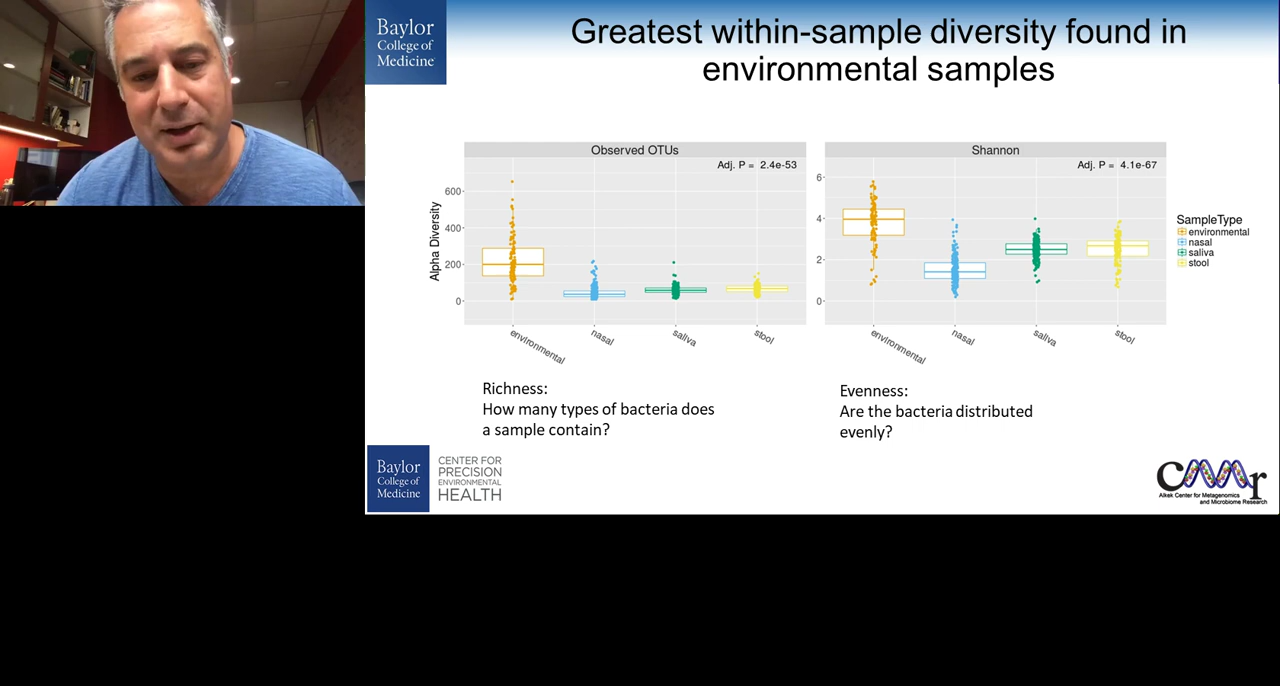 Baylor
College of
Medicine
Greatest within-sample diversity found in
environmental samples
Observed OTUs
Adj. P = 2.4e-53
Alpha Diversity
600
400
200
0
environmental
nasal
saliva
stool
Shannon
Adj. P = 4.1e-67
6
4
2
0
environmental
nasal
saliva
stool
SampleType
environmental
nasal
saliva
stool
Richness:
How many types of bacteria does
a sample contain?
Evenness:
Are the bacteria distributed
evenly?
Baylor
College of
Medicine
CENTER FOR
PRECISION
ENVIRONMENTAL
HEALTH
CMMr
Alkek Center for Metagenomics
and Microbiome Research